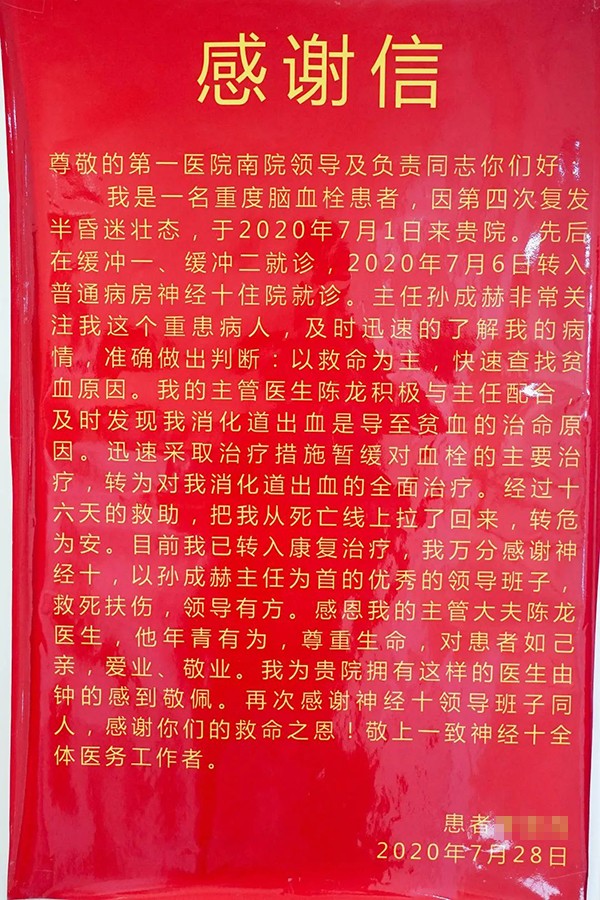 感谢信
尊敬的第一医院南院领导及负责同志你们好
我是一名重度脑血栓患者，因第四次复发
半昏迷壮态，于2020年7月1日来贵院。先后
在缓冲一、缓冲二就诊，2020年7月6日转入
普通病房神经十住院就诊。主任孙成赫非常关
注我这个重患病人，及时迅速的了解我的病
情，准确做出判断：以救命为主，快速查找贫
血原因。我的主管医生陈龙积极与主任配合，
及时发现我消化道出血是导至贫血的治命原
因。迅速采取治疗措施暂缓对血栓的主要治
疗，转为对我消化道出血的全面治疗。经过十
六天的救助，把我从死亡线上拉了回来，转危
为安。目前我已转入康复治疗，我万分感谢神
经十，以孙成赫主任为首的优秀的领导班子，
救死扶伤，领导有方。感恩我的主管大夫陈龙
医生，他年青有为，尊重生命，对患者如己
亲，爱业、敬业。我为贵院拥有这样的医生由
钟的感到敬佩。再次感谢神经十领导班子同
人，感谢你们的救命之恩！敬上一致神经十全
体医务工作者。
患者
2020年7月28日